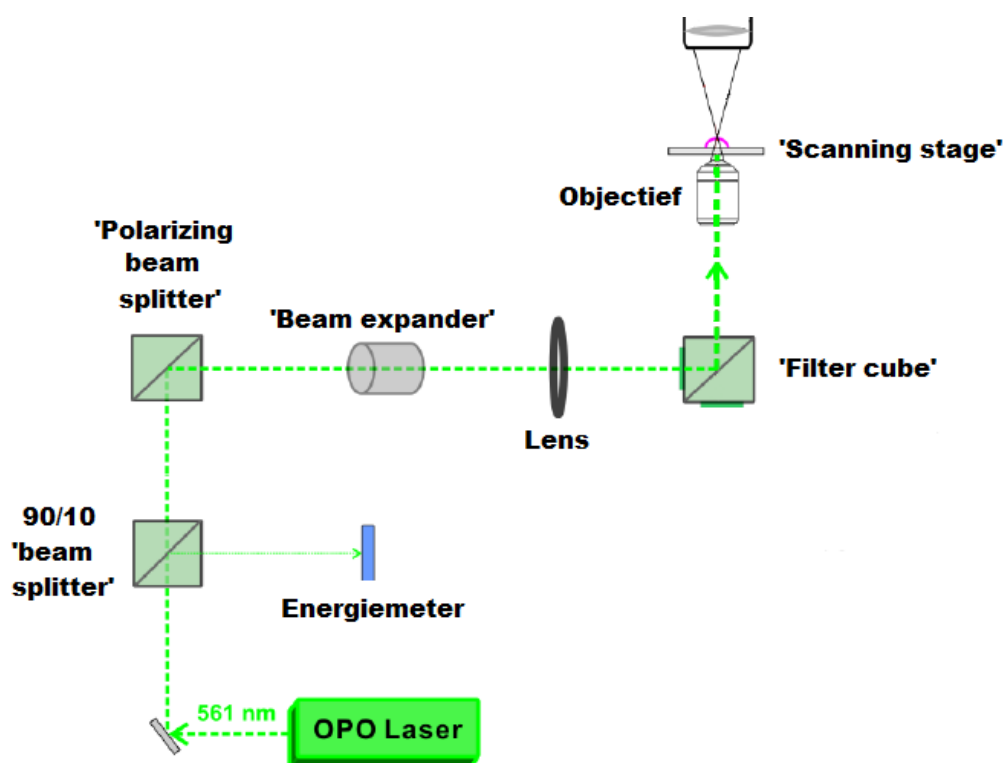 'Scanning stage'
Objectief
'Polarizing
beam
splitter'
'Beam expander'
'Filter cube'
Lens
90/10
'beam
splitter'
Energiemeter
561 nm
OPO Laser